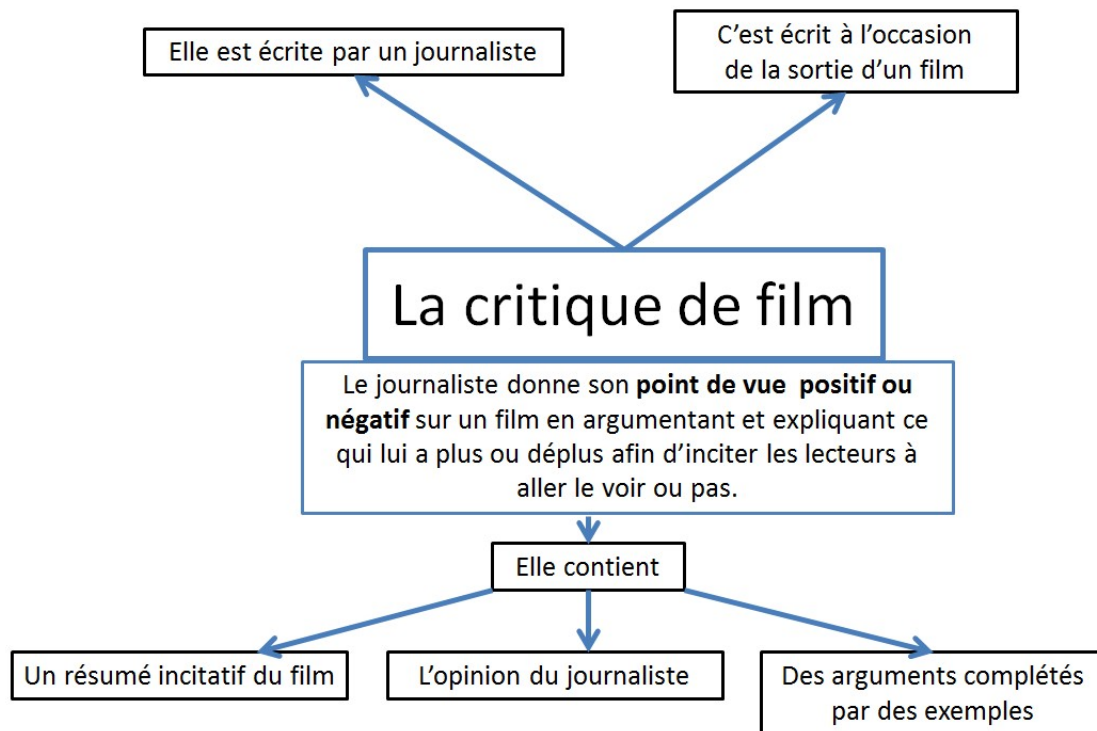 Elle est écrite par un journaliste
C'est écrit à l'occasion
de la sortie d'un film
La critique de film
Le journaliste donne son point de vue  positif ou
négatif sur un film en argumentant et expliquant ce
qui lui a plus ou déplus afin d'inciter les lecteurs à
aller le voir ou pas.
Elle contient
Un résumé incitatif du film
L'opinion du journaliste
Des arguments complétés
par des exemples